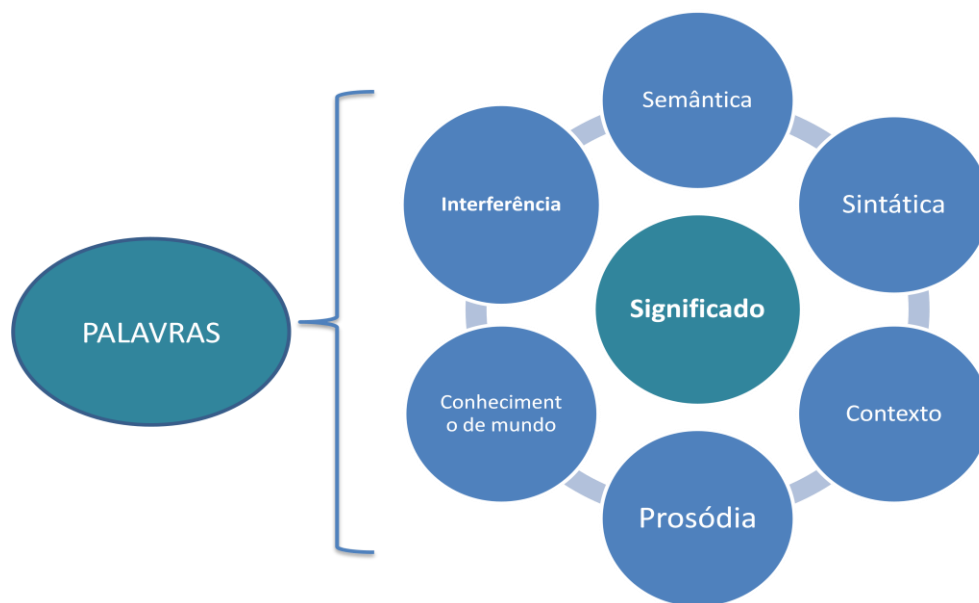 PALAVRAS
Semântica
Sintática
Contexto
Prosódia
Conheciment
o de mundo
Interferência
Significado